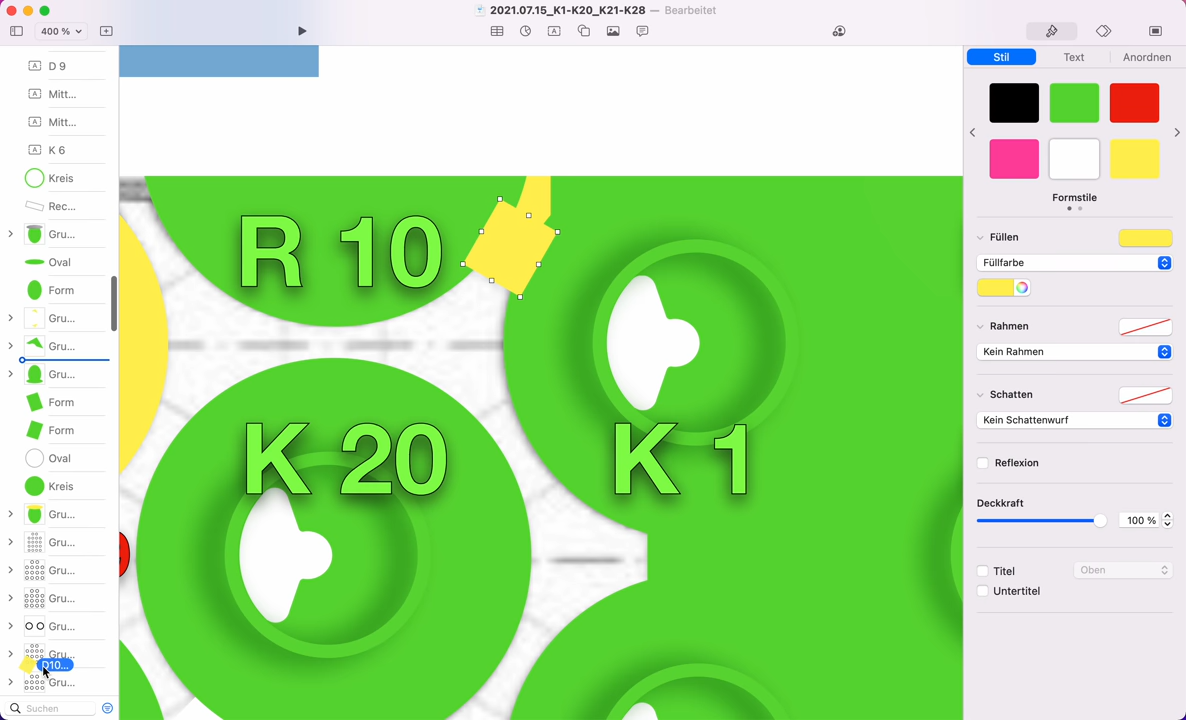 2021.07.15_K1-K20_K21-K28 — Bearbeitet
400 %
Stil
Text
Anordnen
D 9
Mitt...
Mitt...
K 6
Kreis
Rec...
Gru...
Oval
Form
Gru...
Gru...
Gru...
Form
Form
Oval
Kreis
Gru...
Gru...
Gru...
Gru...
Gru...
Gru...
D10...
Gru...
Suchen
R 10
K 20
K 1
Formstile
Füllen
Füllfarbe
Rahmen
Kein Rahmen
Schatten
Kein Schattenwurf
Reflexion
Deckkraft
100 %
Titel
Oben
Untertitel